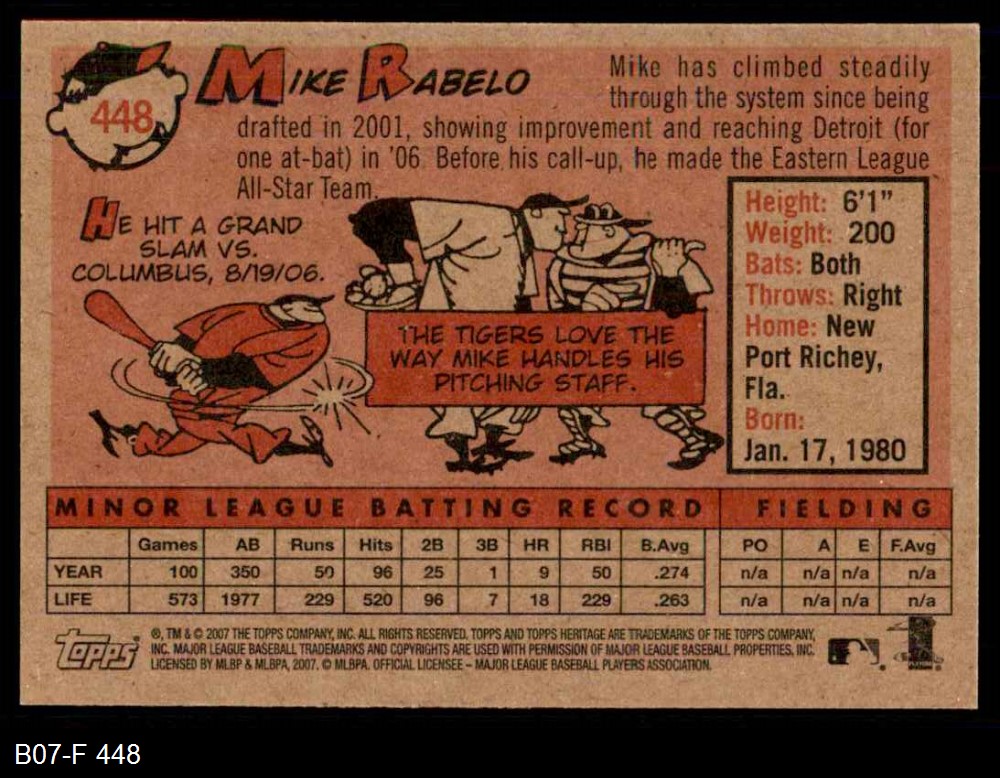 448
MIKE RABELO
Mike has climbed steadily
through the system since being
drafted in 2001, showing improvement and reaching Detroit (for
one at-bat) in '06. Before his call-up, he made the Eastern League
All-Star Team.
HE HIT A GRAND
SLAM VS.
COLUMBUS, 8/19/06.
THE TIGERS LOVE THE
WAY MIKE HANDLES HIS
PITCHING STAFF.
Height: 6'1"
Weight: 200
Bats: Both
Throws: Right
Home: New
Port Richey,
Fla.
Born:
Jan. 17, 1980
MINOR LEAGUE BATTING RECORD FIELDING
Games AB Runs Hits 2B 3B HR RBI B.Avg PO A E F.Avg
YEAR 100 350 50 96 25 1 9 50 .274 n/a n/a n/a n/a
LIFE 573 1977 229 520 96 7 18 229 .263 n/a n/a n/a n/a
topps
®, TM & © 2007 THE TOPPS COMPANY, INC. ALL RIGHTS RESERVED. TOPPS AND TOPPS HERITAGE ARE TRADEMARKS OF THE TOPPS COMPANY,
INC. MAJOR LEAGUE BASEBALL TRADEMARKS AND COPYRIGHTS ARE USED WITH PERMISSION OF MAJOR LEAGUE BASEBALL PROPERTIES, INC.
LICENSED BY MLBP & MLBPA, 2007. © MLBPA. OFFICIAL LICENSEE – MAJOR LEAGUE BASEBALL PLAYERS ASSOCIATION.
B07-F 448